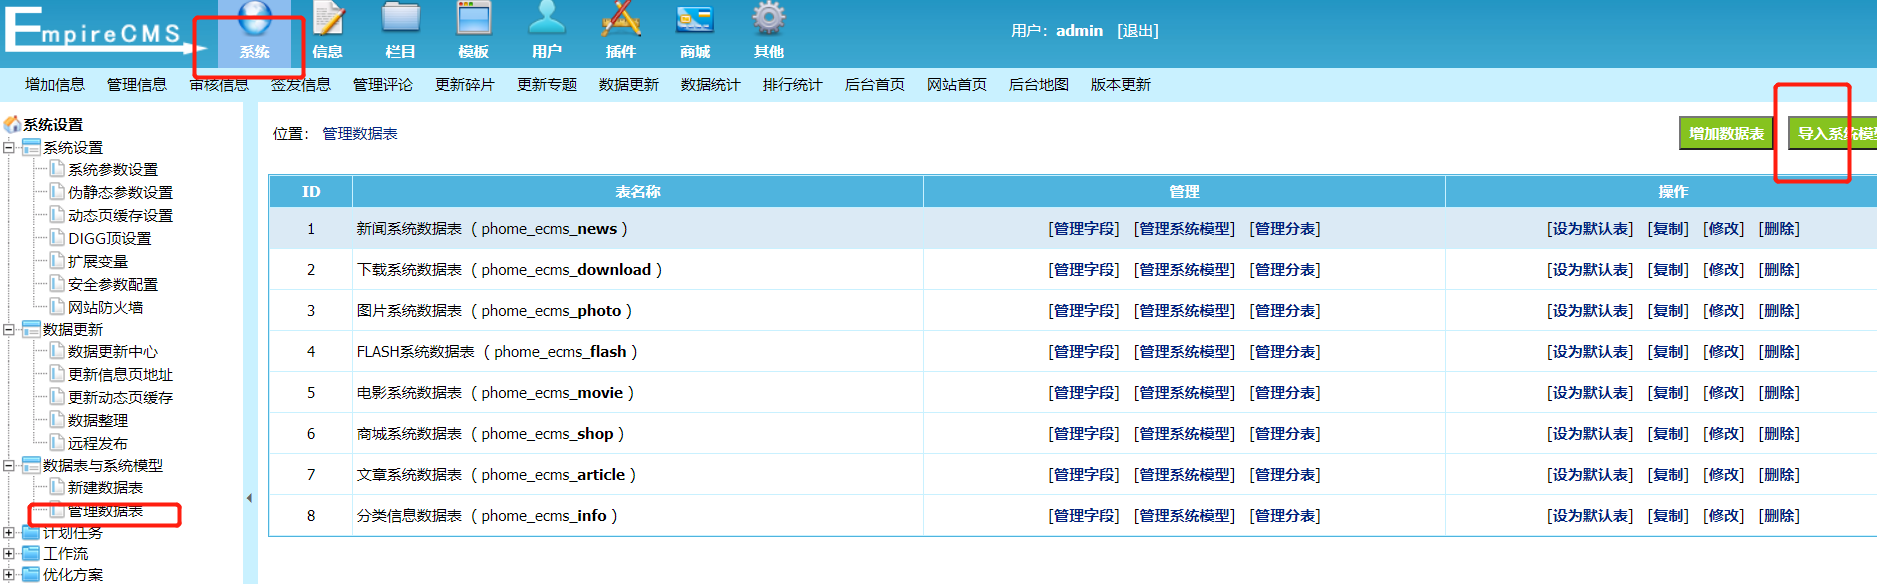 EmpireCMS
系统 信息 栏目 模板 用户 插件 商城 其他
用户：admin [退出]
增加信息 管理信息 审核信息 签发信息 管理评论 更新碎片 更新专题 数据更新 数据统计 排行统计 后台首页 网站首页 后台地图 版本更新
系统设置
系统设置
系统参数设置
伪静态参数设置
动态页缓存设置
DIGG顶设置
扩展变量
安全参数配置
网站防火墙
数据更新
数据更新中心
更新信息页地址
更新动态页缓存
数据整理
远程发布
数据表与系统模型
新建数据表
管理数据表
计划任务
工作流
优化方案
位置： 管理数据表
增加数据表 导入系统模型
ID 表名称 管理 操作
1 新闻系统数据表 ( phome_ecms_news ) [管理字段] [管理系统模型] [管理分表] [设为默认表] [复制] [修改] [删除]
2 下载系统数据表 ( phome_ecms_download ) [管理字段] [管理系统模型] [管理分表] [设为默认表] [复制] [修改] [删除]
3 图片系统数据表 ( phome_ecms_photo ) [管理字段] [管理系统模型] [管理分表] [设为默认表] [复制] [修改] [删除]
4 FLASH系统数据表 ( phome_ecms_flash ) [管理字段] [管理系统模型] [管理分表] [设为默认表] [复制] [修改] [删除]
5 电影系统数据表 ( phome_ecms_movie ) [管理字段] [管理系统模型] [管理分表] [设为默认表] [复制] [修改] [删除]
6 商城系统数据表 ( phome_ecms_shop ) [管理字段] [管理系统模型] [管理分表] [设为默认表] [复制] [修改] [删除]
7 文章系统数据表 ( phome_ecms_article ) [管理字段] [管理系统模型] [管理分表] [设为默认表] [复制] [修改] [删除]
8 分类信息数据表 ( phome_ecms_info ) [管理字段] [管理系统模型] [管理分表] [设为默认表] [复制] [修改] [删除]